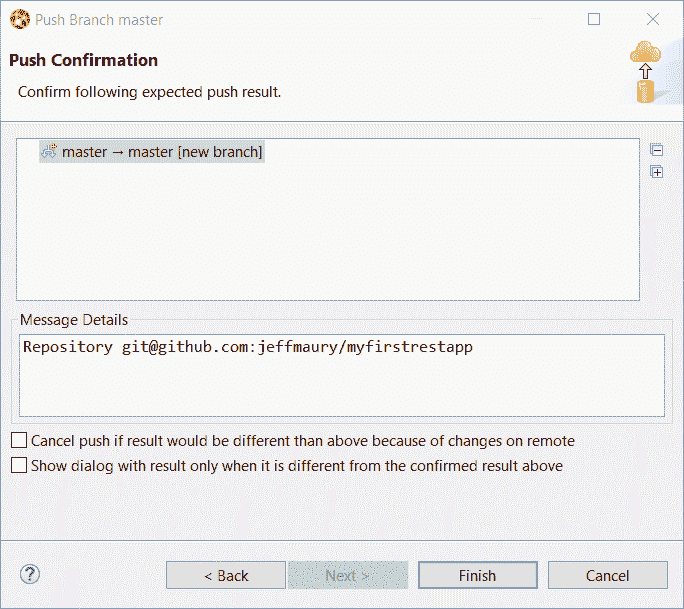 Push Branch master
Push Confirmation
Confirm following expected push result.
master → master [new branch]
Message Details
Repository git@github.com:jeffmaury/myfirstrestapp
Cancel push if result would be different than above because of changes on remote
Show dialog with result only when it is different from the confirmed result above
? < Back Next > Finish Cancel